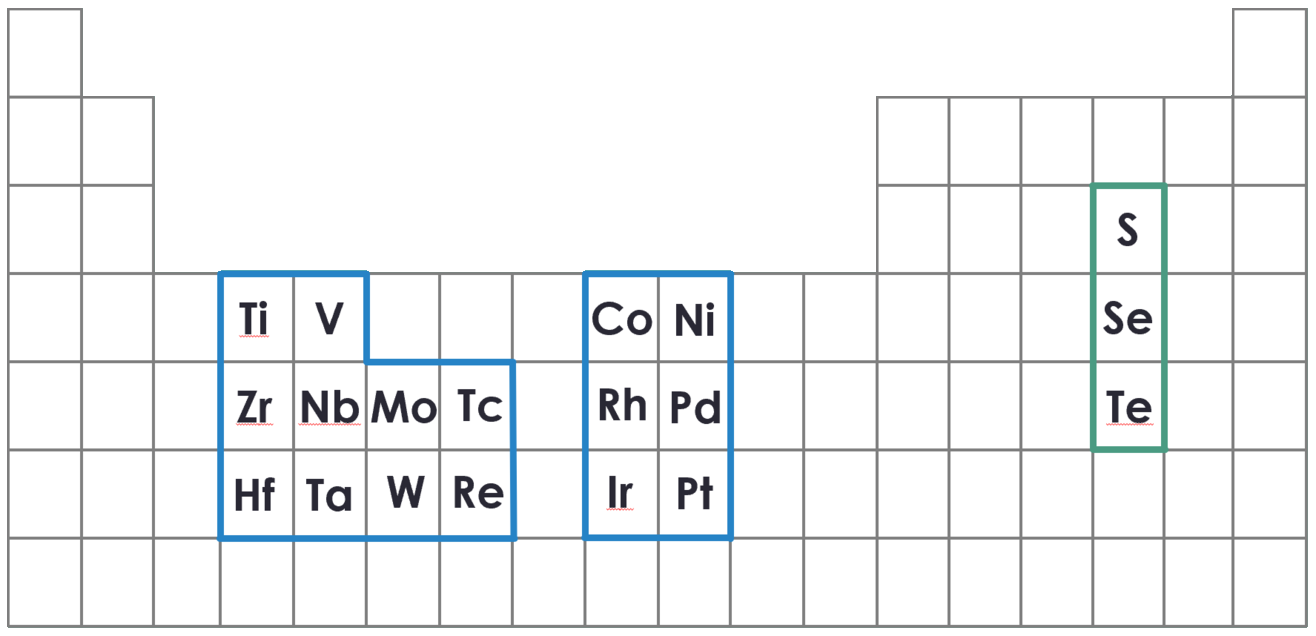 S
Ti V Co Ni Se
Zr Nb Mo Tc Rh Pd Te
Hf Ta W Re Ir Pt